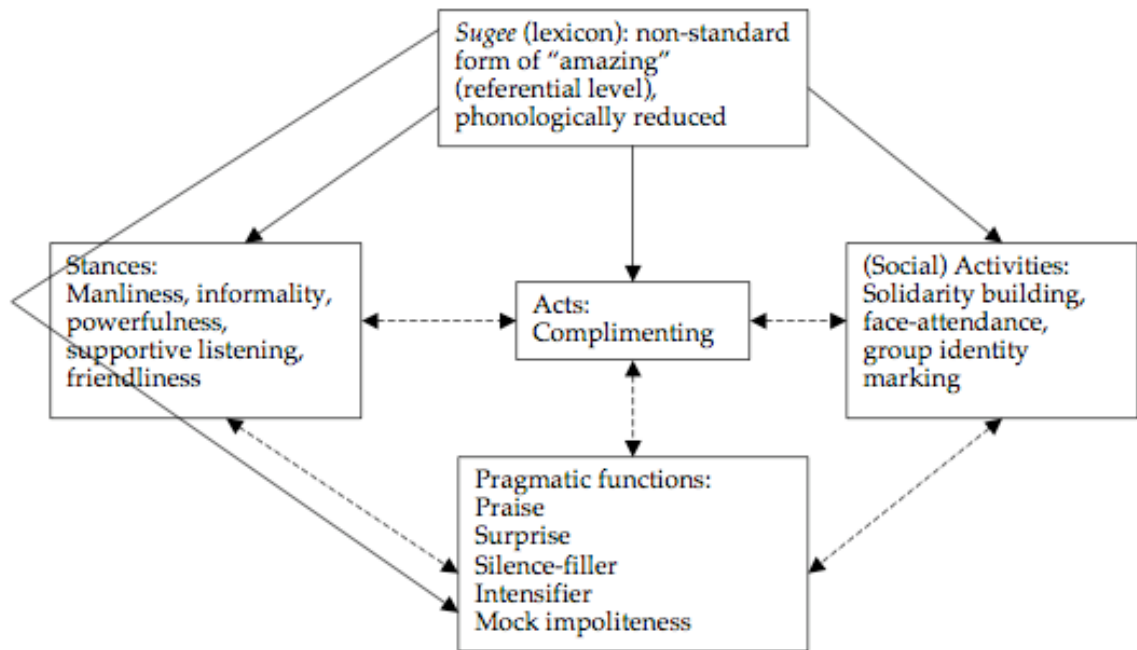 Sugee (lexicon): non-standard
form of “amazing”
(referential level),
phonologically reduced
Stances:
Manliness, informality,
powerfulness,
supportive listening,
friendliness
Acts:
Complimenting
(Social) Activities:
Solidarity building,
face-attendance,
group identity
marking
Pragmatic functions:
Praise
Surprise
Silence-filler
Intensifier
Mock impoliteness